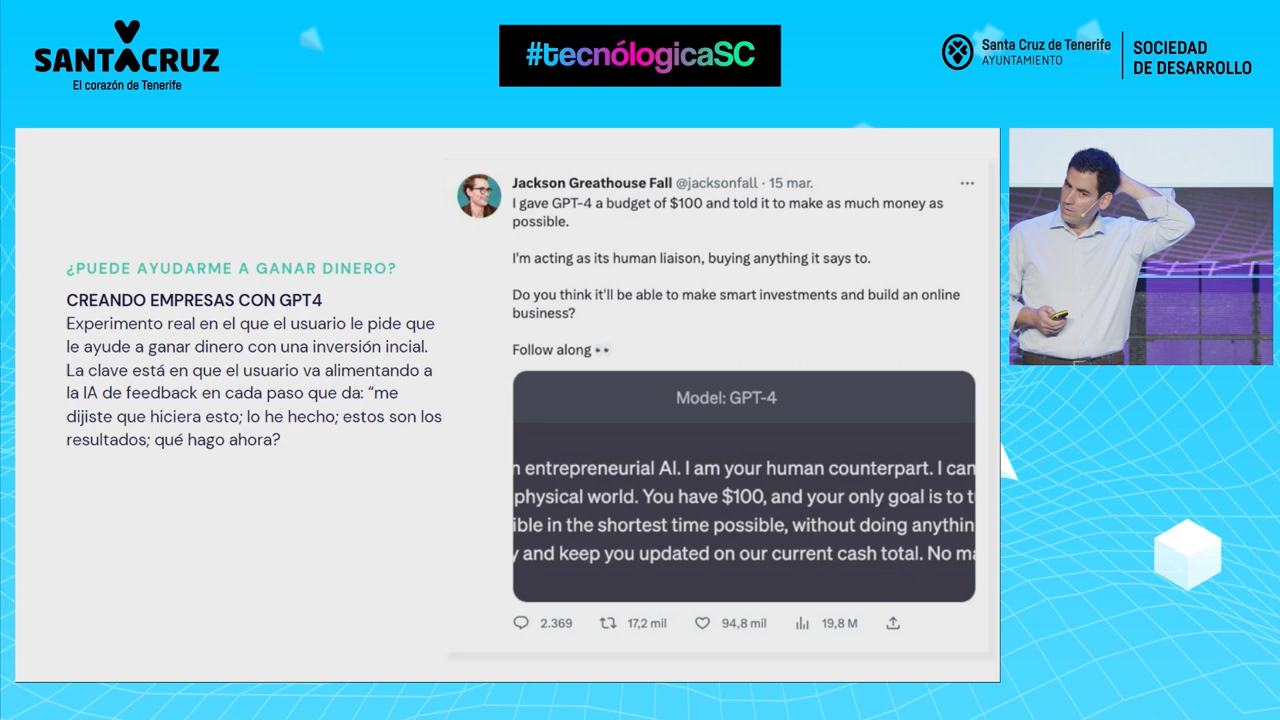 SANTACRUZ
El corazón de Tenerife
#tecnólogicaSC
Santa Cruz de Tenerife
AYUNTAMIENTO
SOCIEDAD
DE DESARROLLO
¿PUEDE AYUDARME A GANAR DINERO?
CREANDO EMPRESAS CON GPT4
Experimento real en el que el usuario le pide que
le ayude a ganar dinero con una inversión incial.
La clave está en que el usuario va alimentando a
la IA de feedback en cada paso que da: “me
dijiste que hiciera esto; lo he hecho; estos son los
resultados; qué hago ahora?
Jackson Greathouse Fall @jacksonfall · 15 mar.
I gave GPT-4 a budget of $100 and told it to make as much money as
possible.
I'm acting as its human liaison, buying anything it says to.
Do you think it'll be able to make smart investments and build an online
business?
Follow along 👀
Model: GPT-4
n entrepreneurial AI. I am your human counterpart. I can
physical world. You have $100, and your only goal is to t
ible in the shortest time possible, without doing anythin
y and keep you updated on our current cash total. No ma
2.369 17,2 mil 94,8 mil 19,8 M